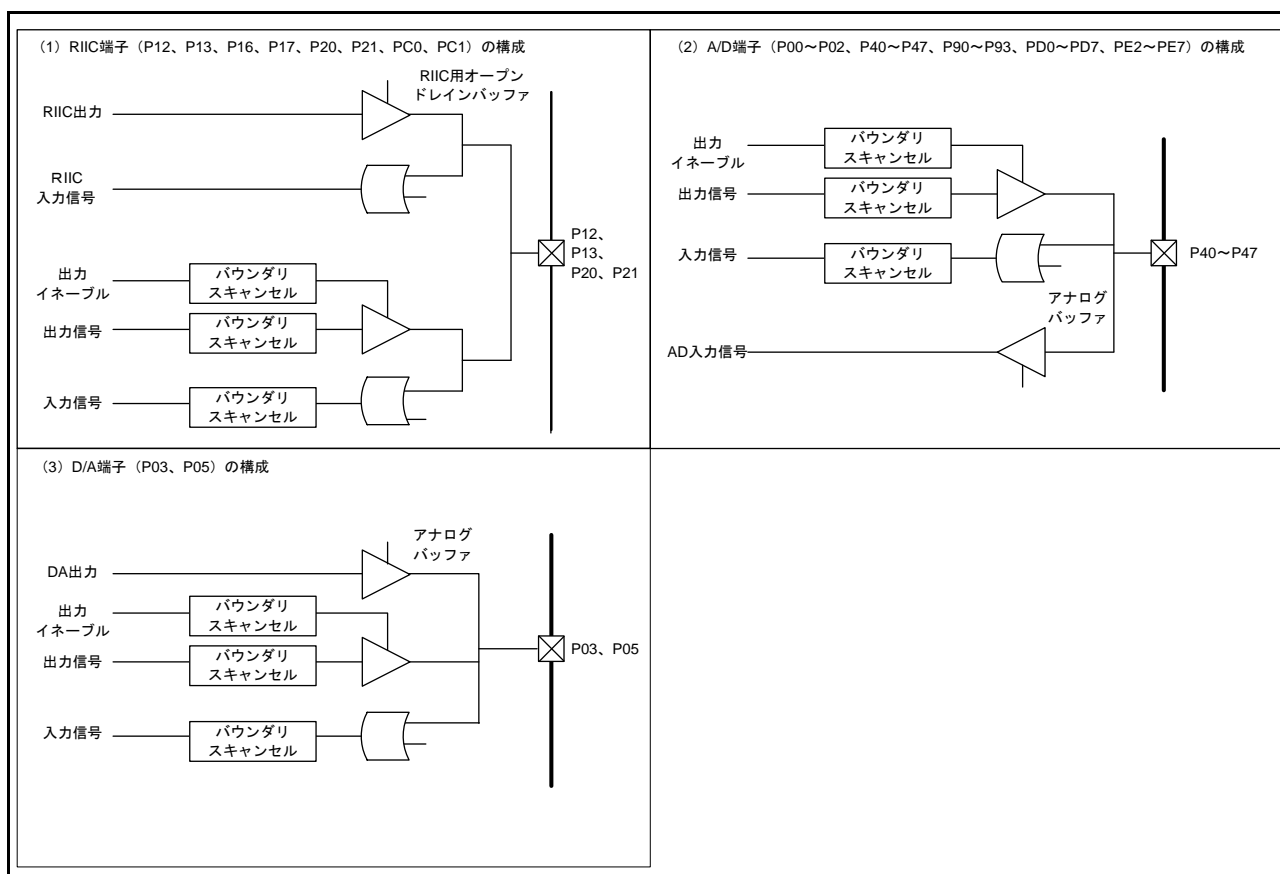 (1) RIIC端子（P12、P13、P16、P17、P20、P21、PC0、PC1）の構成
RIIC用オープン
ドレインバッファ
RIIC出力
RIIC
入力信号
P12、
P13、
P20、P21
出力
イネーブル
バウンダリ
スキャンセル
出力信号
バウンダリ
スキャンセル
入力信号
バウンダリ
スキャンセル
(2) A/D端子（P00～P02、P40～P47、P90～P93、PD0～PD7、PE2～PE7）の構成
出力
イネーブル
バウンダリ
スキャンセル
出力信号
バウンダリ
スキャンセル
入力信号
バウンダリ
スキャンセル
P40～P47
アナログ
バッファ
AD入力信号
(3) D/A端子（P03、P05）の構成
アナログ
バッファ
DA出力
出力
イネーブル
バウンダリ
スキャンセル
出力信号
バウンダリ
スキャンセル
P03、P05
入力信号
バウンダリ
スキャンセル